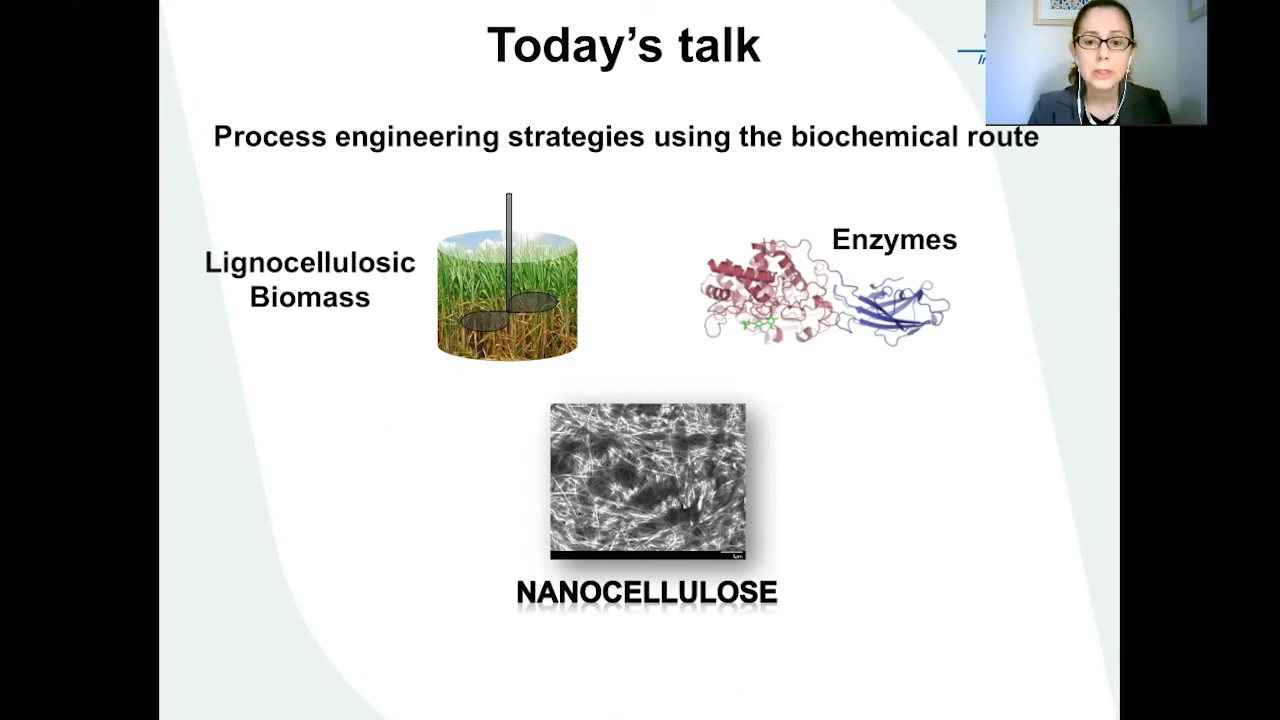 Today's talk
Process engineering strategies using the biochemical route
Lignocellulosic
Biomass
Enzymes
NANOCELLULOSE